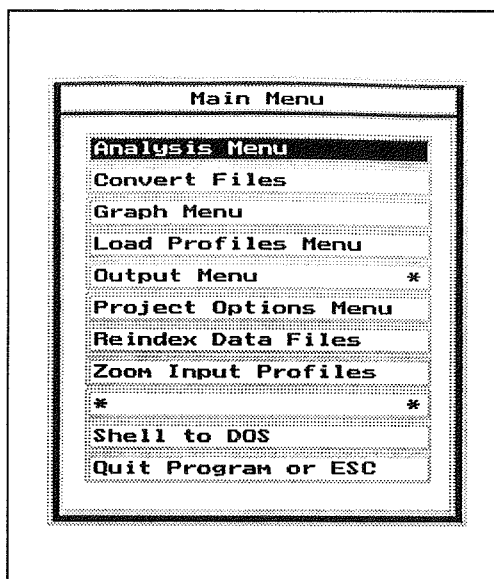 Main Menu
Analysis Menu
Convert Files
Graph Menu
Load Profiles Menu
Output Menu *
Project Options Menu
Reindex Data Files
Zoom Input Profiles
* *
Shell to DOS
Quit Program or ESC